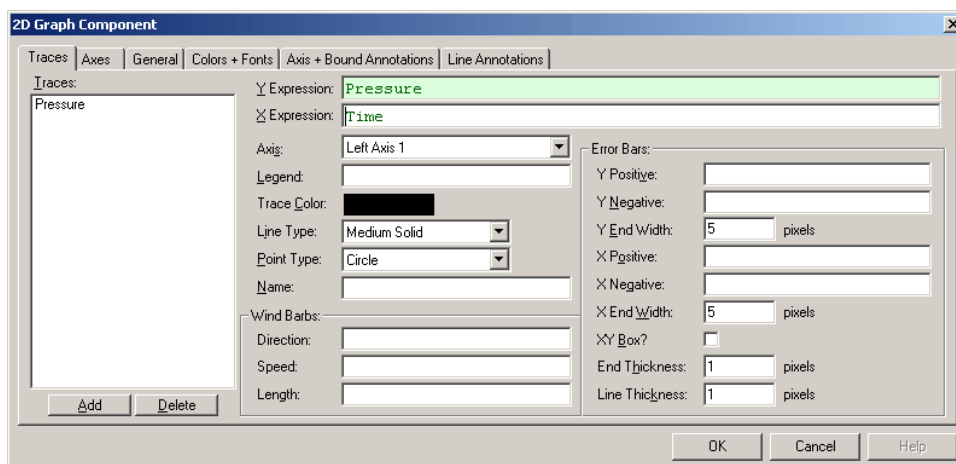 2D Graph Component
Traces Axes General Colors + Fonts Axis + Bound Annotations Line Annotations
Traces:
Pressure
Add Delete
Y Expression: Pressure
X Expression: Time
Axis: Left Axis 1
Legend:
Trace Color:
Line Type: Medium Solid
Point Type: Circle
Name:
Wind Barbs:
Direction:
Speed:
Length:
Error Bars:
Y Positive:
Y Negative:
Y End Width: 5 pixels
X Positive:
X Negative:
X End Width: 5 pixels
XY Box?
End Thickness: 1 pixels
Line Thickness: 1 pixels
OK Cancel Help